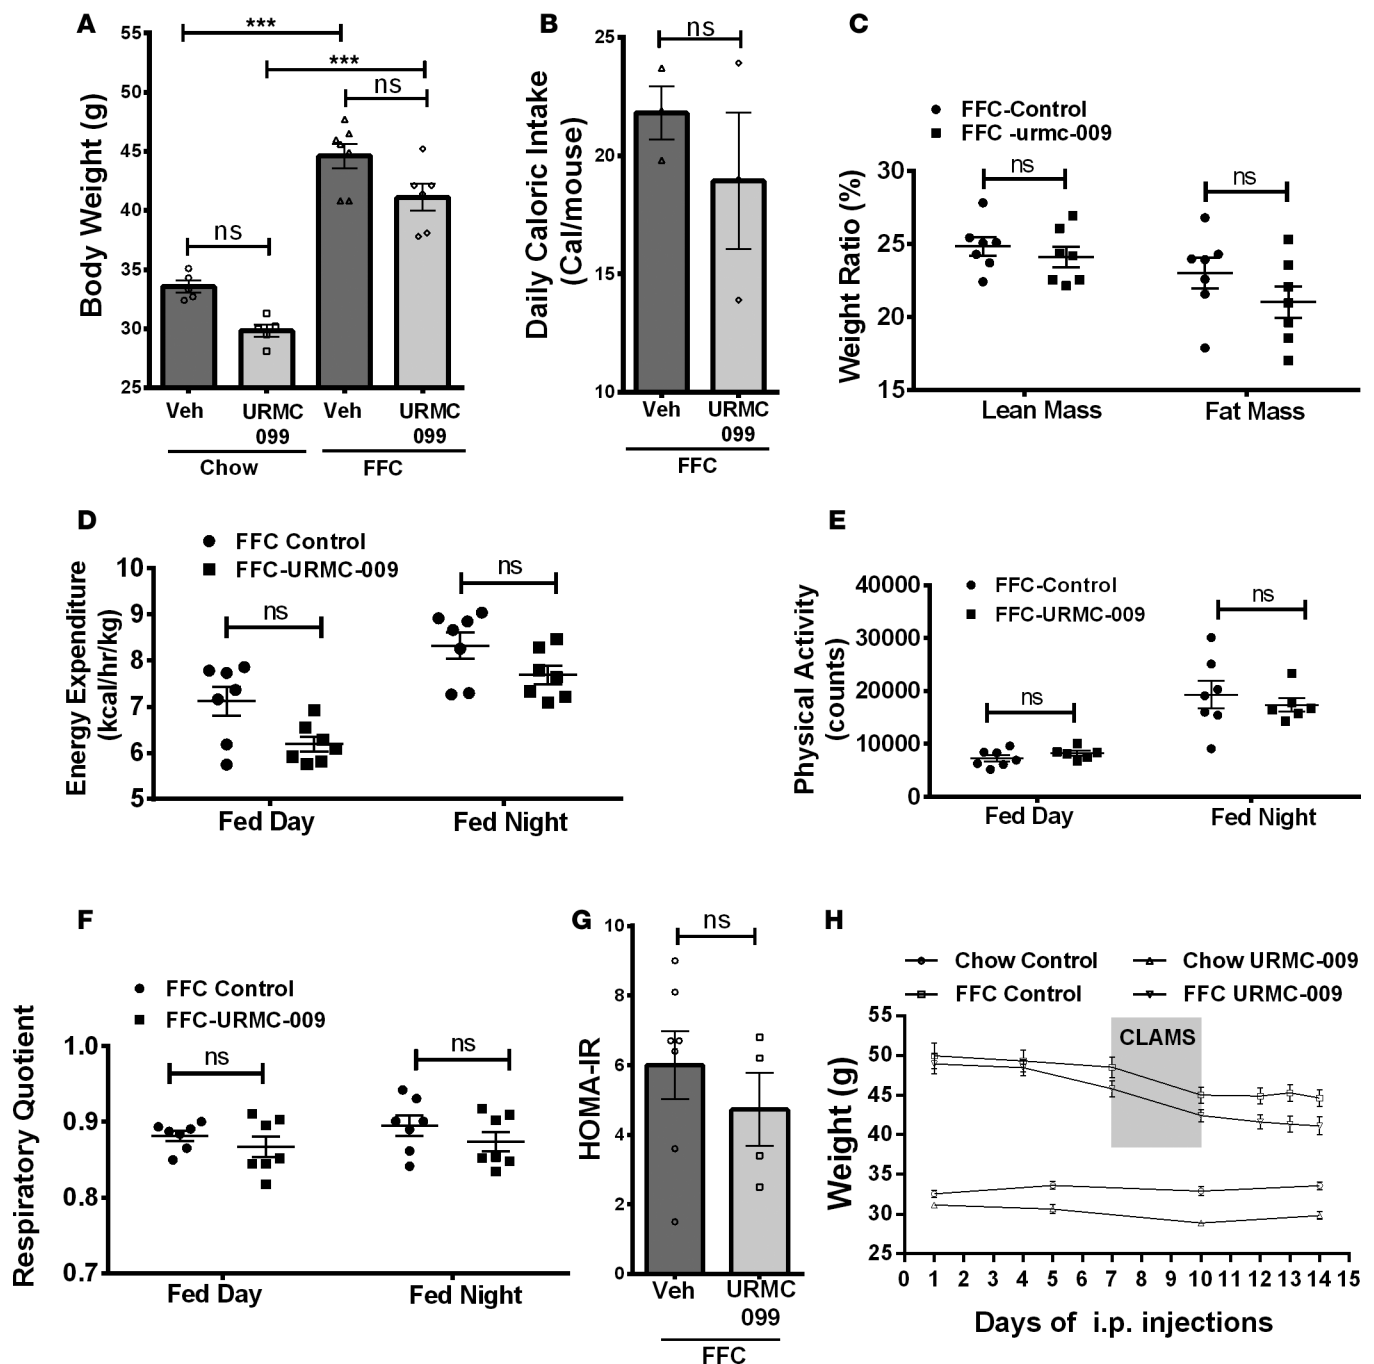 A
Body Weight (g)
55
50
45
40
35
30
25
***
***
ns
ns
Veh
URMC
099
Veh
URMC
099
Chow
FFC
B
Daily Caloric Intake
(Cal/mouse)
25
20
15
10
ns
Veh
URMC
099
FFC
C
FFC-Control
FFC -urmc-009
Weight Ratio (%)
30
25
20
15
ns
ns
Lean Mass
Fat Mass
D
FFC Control
FFC-URMC-009
Energy Expenditure
(kcal/hr/kg)
10
9
8
7
6
5
ns
ns
Fed Day
Fed Night
E
FFC-Control
FFC-URMC-009
Physical Activity
(counts)
40000
30000
20000
10000
0
ns
ns
Fed Day
Fed Night
F
FFC Control
FFC-URMC-009
Respiratory Quotient
1.0
0.9
0.8
0.7
ns
ns
Fed Day
Fed Night
G
HOMA-IR
10
8
6
4
2
0
ns
Veh
URMC
099
FFC
H
Chow Control
Chow URMC-009
FFC Control
FFC URMC-009
Weight (g)
55
50
45
40
35
30
25
CLAMS
0 1 2 3 4 5 6 7 8 9 10 11 12 13 14 15
Days of i.p. injections